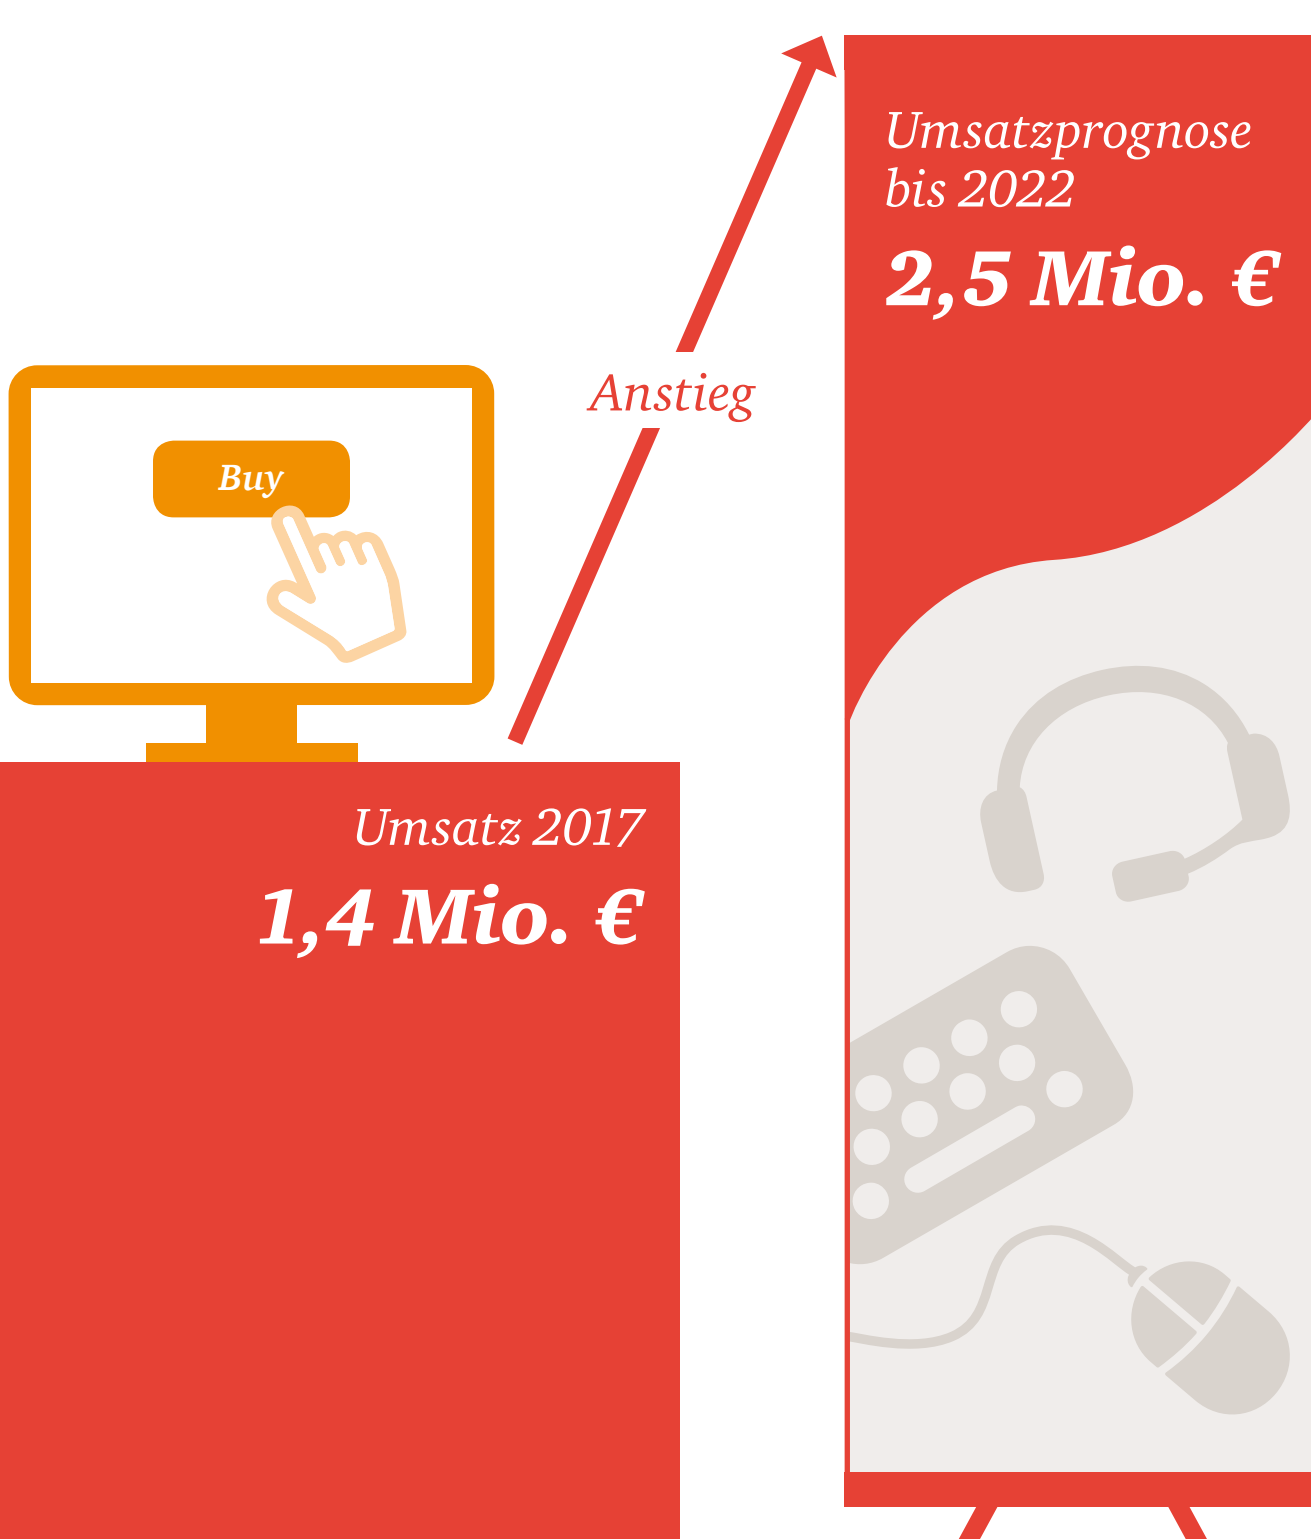 Umsatzprognose
bis 2022
2,5 Mio. €
Anstieg
Buy
Umsatz 2017
1,4 Mio. €